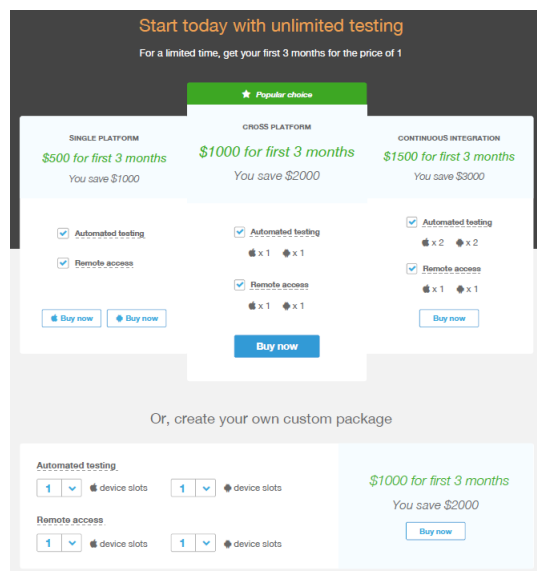 Start today with unlimited testing
For a limited time, get your first 3 months for the price of 1
Popular choice
SINGLE PLATFORM
$500 for first 3 months
You save $1000
Automated testing
Remote access
Buy now
Buy now
CROSS PLATFORM
$1000 for first 3 months
You save $2000
Automated testing
x 1 x 1
Remote access
x 1 x 1
Buy now
CONTINUOUS INTEGRATION
$1500 for first 3 months
You save $3000
Automated testing
x 2 x 2
Remote access
x 1 x 1
Buy now
Or, create your own custom package
Automated testing
1 device slots 1 device slots
Remote access
1 device slots 1 device slots
$1000 for first 3 months
You save $2000
Buy now